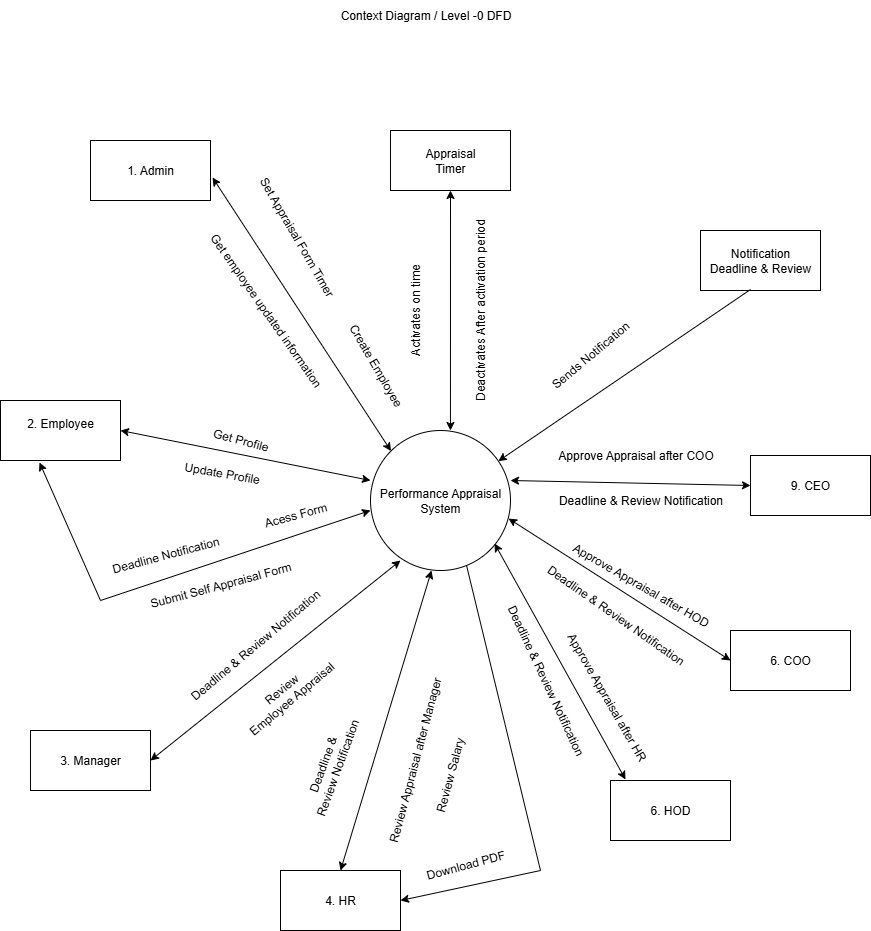 Context Diagram / Level -0 DFD
Appraisal
Timer
1. Admin
Set Appraisal Form Timer
Get employee updated information
Create Employee
Activates on time
Deactivates After activation period
Notification
Deadline & Review
Sends Notification
2. Employee
Get Profile
Update Profile
Acess Form
Deadline Notification
Submit Self Appraisal Form
Performance Appraisal
System
Approve Appraisal after COO
9. CEO
Deadline & Review Notification
Approve Appraisal after HOD
Deadline & Review Notification
6. COO
Deadline & Review Notification
Review
Employee Appraisal
3. Manager
Approve Appraisal after HR
Deadline & Review Notification
6. HOD
Deadline &
Review Notification
Review Appraisal after Manager
Review Salary
Download PDF
4. HR